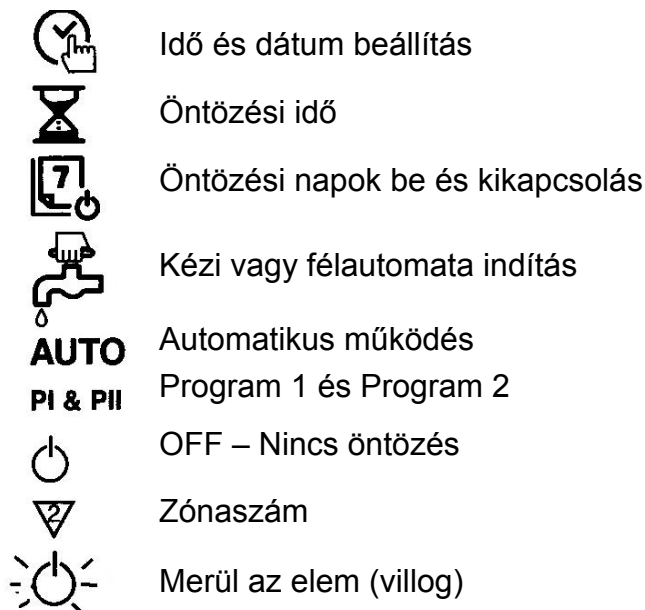 Idő és dátum beállítás
Öntözési idő
7 Öntözési napok be és kikapcsolás
Kézi vagy félautomata indítás
AUTO Automatikus működés
PI & PII Program 1 és Program 2
OFF – Nincs öntözés
2 Zónaszám
Merül az elem (villog)